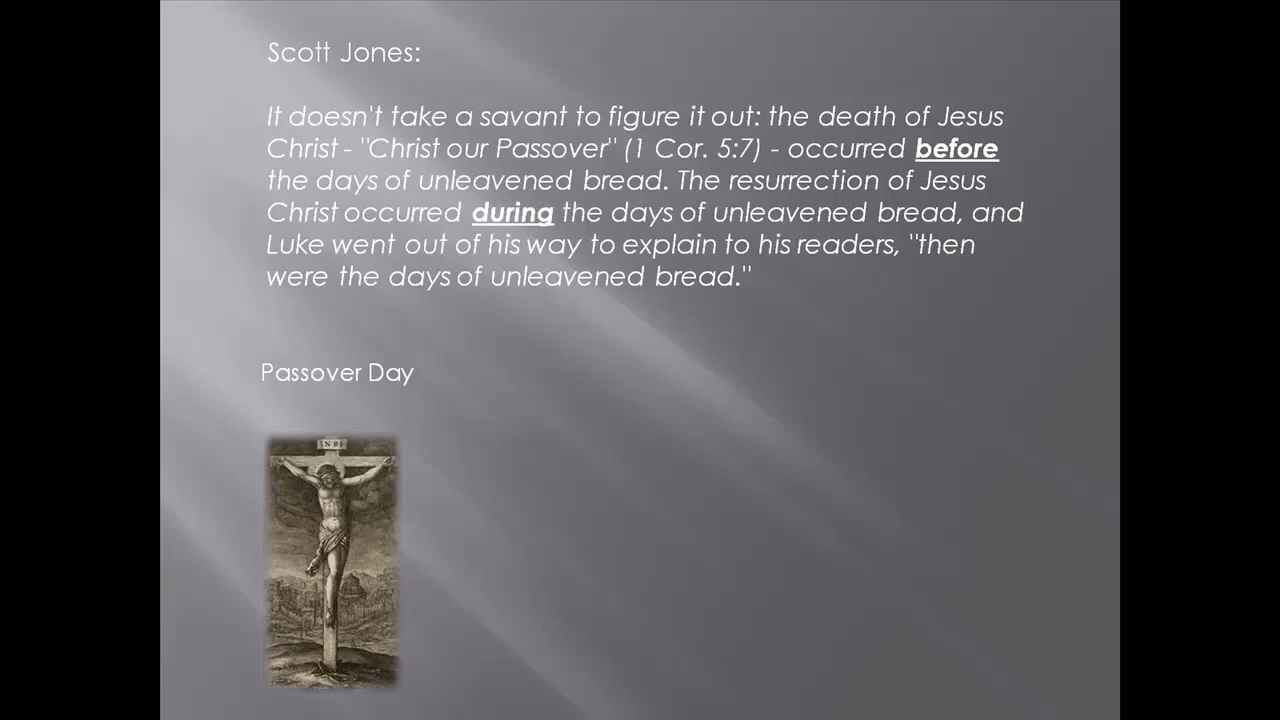 Scott Jones:
It doesn't take a savant to figure it out: the death of Jesus
Christ - "Christ our Passover" (1 Cor. 5:7) - occurred before
the days of unleavened bread. The resurrection of Jesus
Christ occurred during the days of unleavened bread, and
Luke went out of his way to explain to his readers, "then
were the days of unleavened bread."
Passover Day
INRI